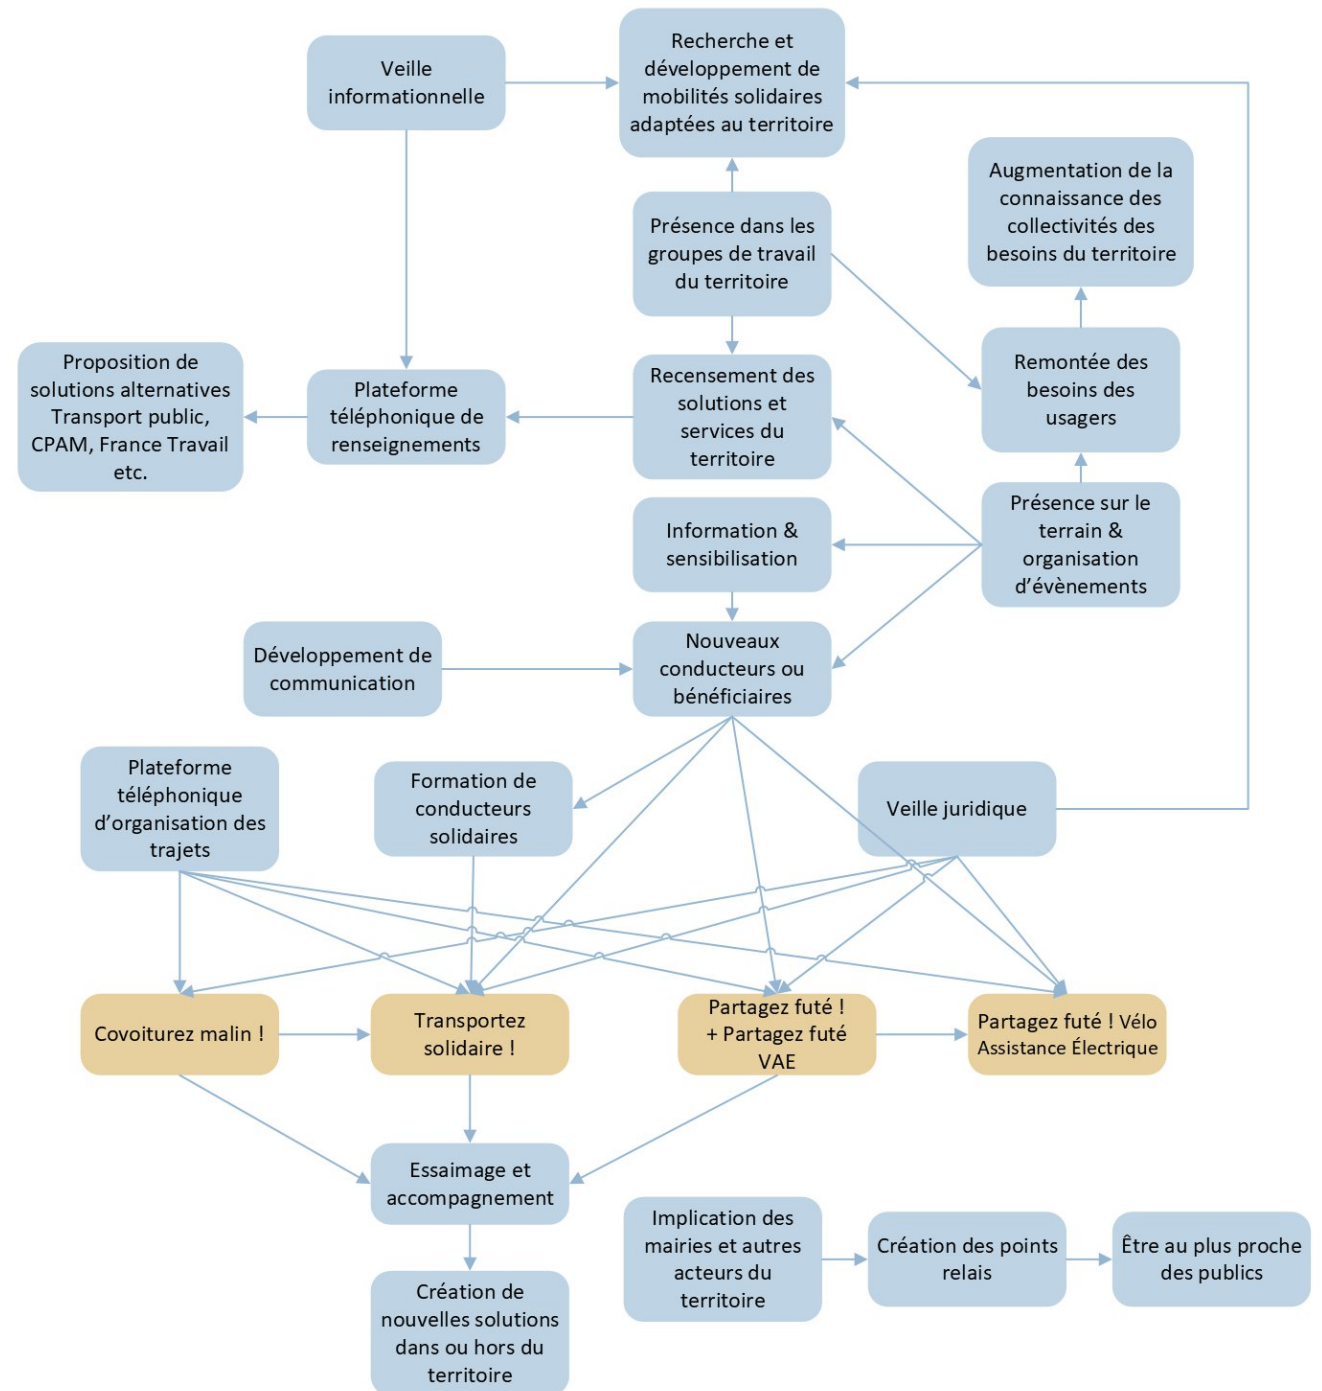 Veille
informationnelle
Recherche et
développement de
mobilités solidaires
adaptées au territoire
Augmentation de la
connaissance des
collectivités des
besoins du territoire
Présence dans les
groupes de travail
du territoire
Proposition de
solutions alternatives
Transport public,
CPAM, France Travail
etc.
Plateforme
téléphonique de
renseignements
Recensement des
solutions et
services du
territoire
Remontée des
besoins des
usagers
Information &
sensibilisation
Présence sur le
terrain &
organisation
d’évènements
Développement de
communication
Nouveaux
conducteurs ou
bénéficiaires
Plateforme
téléphonique
d’organisation des
trajets
Formation de
conducteurs
solidaires
Veille juridique
Covoiturez malin !
Transportez
solidaire !
Partagez futé !
+ Partagez futé
VAE
Partagez futé ! Vélo
Assistance Électrique
Essaimage et
accompagnement
Implication des
mairies et autres
acteurs du
territoire
Création des points
relais
Être au plus proche
des publics
Création de
nouvelles solutions
dans ou hors du
territoire